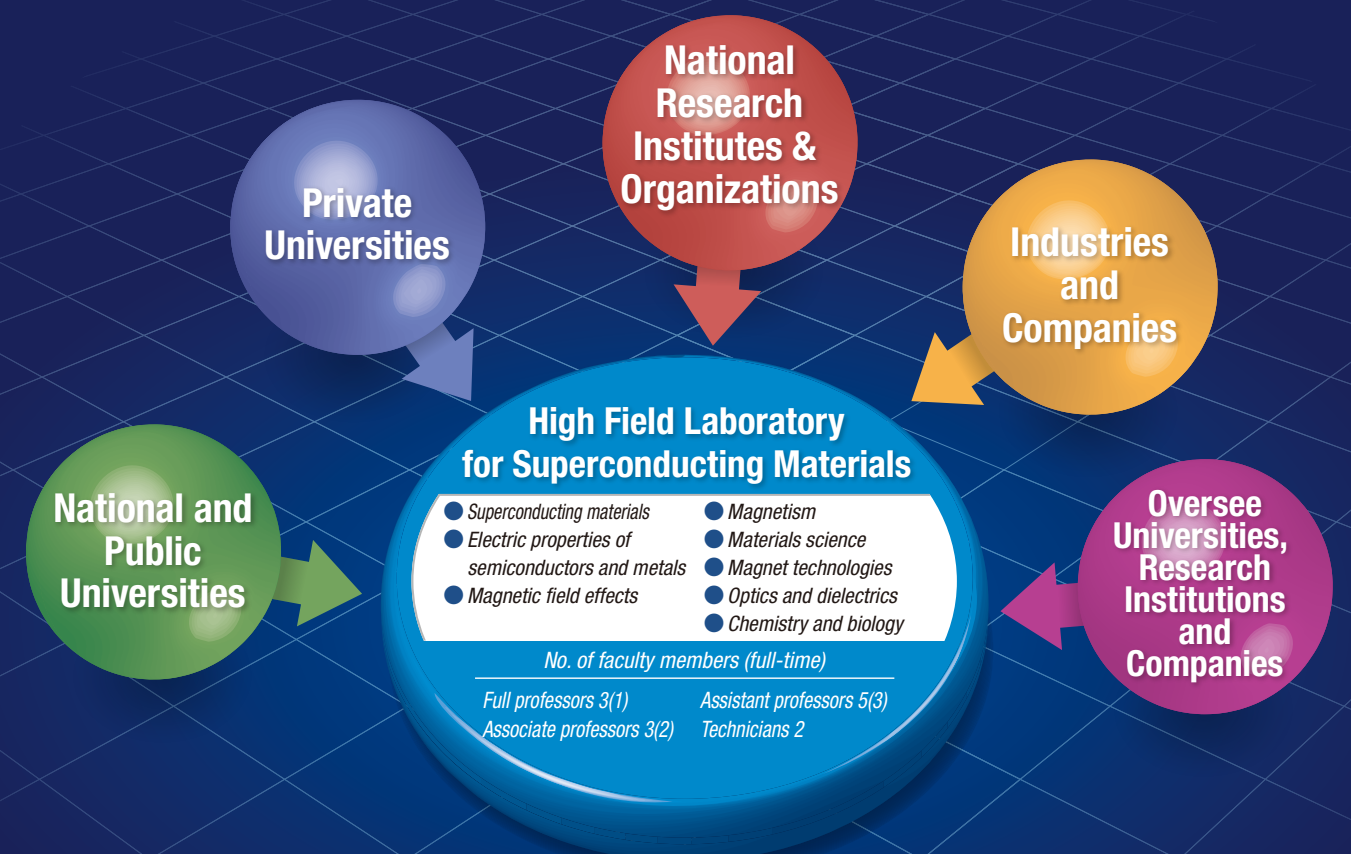 National
Research
Institutes &
Organizations
Private
Universities
Industries
and
Companies
National and
Public
Universities
Oversee
Universities,
Research
Institutions
and
Companies
High Field Laboratory
for Superconducting Materials
Superconducting materials
Electric properties of
semiconductors and metals
Magnetic field effects
Magnetism
Materials science
Magnet technologies
Optics and dielectrics
Chemistry and biology
No. of faculty members (full-time)
Full professors 3(1)
Associate professors 3(2)
Assistant professors 5(3)
Technicians 2